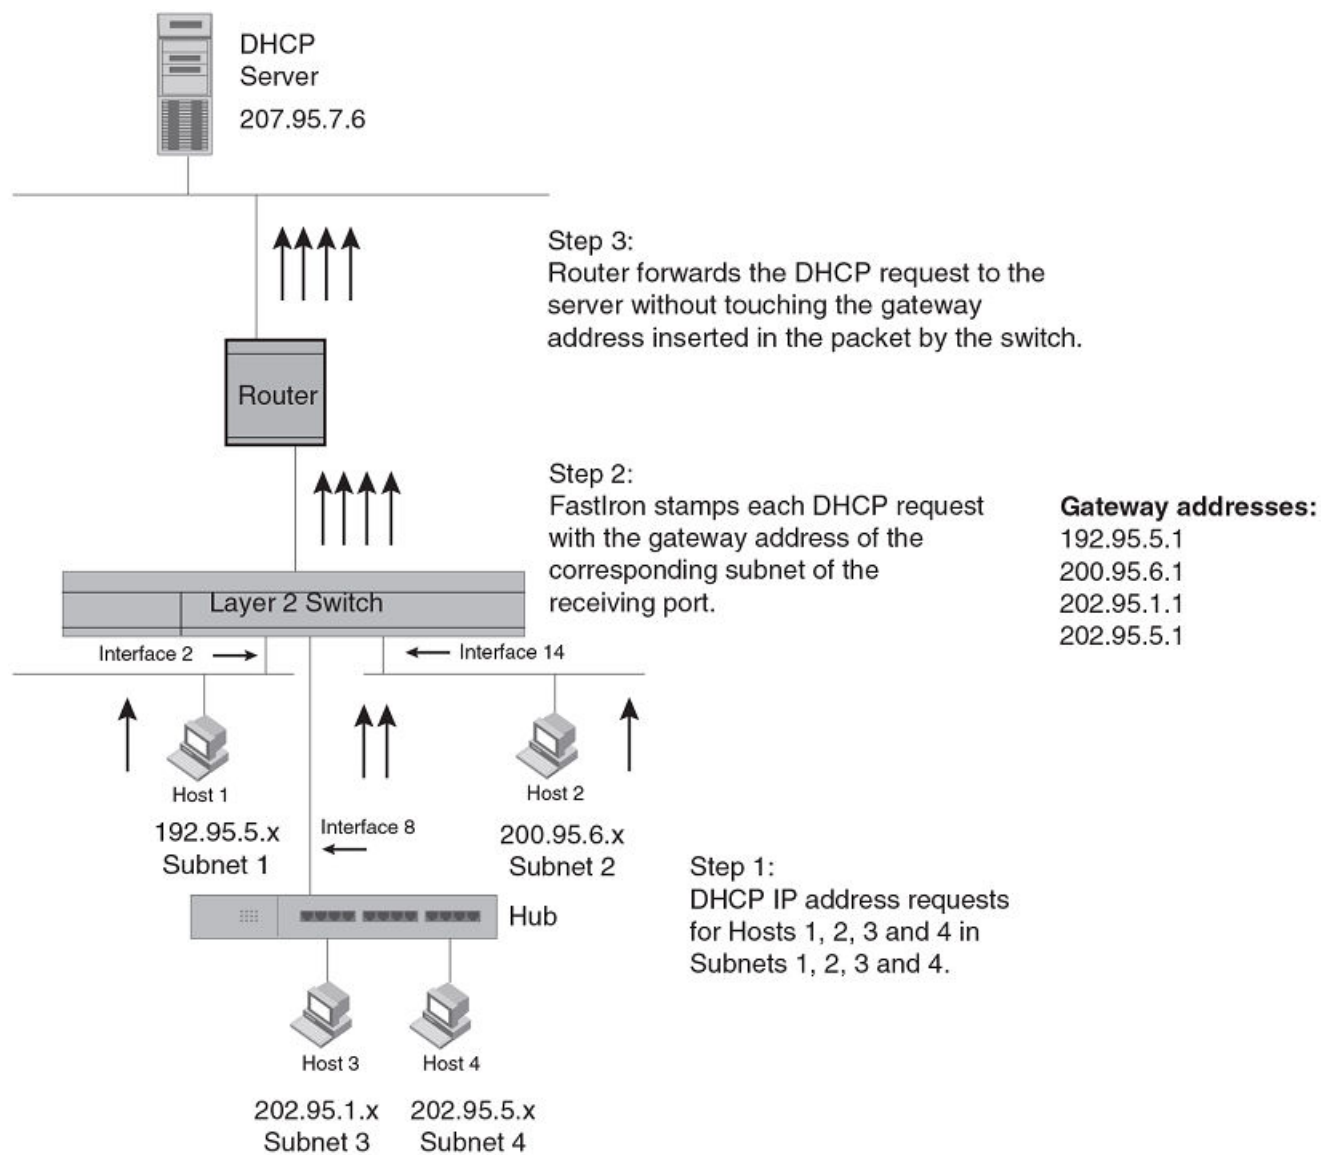 DHCP
Server
207.95.7.6
Step 3:
Router forwards the DHCP request to the
server without touching the gateway
address inserted in the packet by the switch.
Router
Step 2:
FastIron stamps each DHCP request
with the gateway address of the
corresponding subnet of the
receiving port.
Gateway addresses:
192.95.5.1
200.95.6.1
202.95.1.1
202.95.5.1
Layer 2 Switch
Interface 2
Interface 14
Host 1
192.95.5.x
Subnet 1
Interface 8
Host 2
200.95.6.x
Subnet 2
Step 1:
DHCP IP address requests
for Hosts 1, 2, 3 and 4 in
Subnets 1, 2, 3 and 4.
Hub
Host 3
202.95.1.x
Subnet 3
Host 4
202.95.5.x
Subnet 4